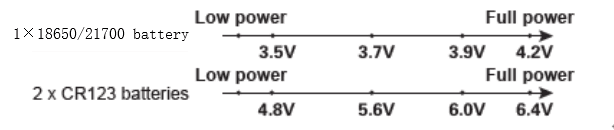 Low power Full power
1×18650/21700 battery
3.5V 3.7V 3.9V 4.2V
Low power Full power
2 x CR123 batteries
4.8V 5.6V 6.0V 6.4V